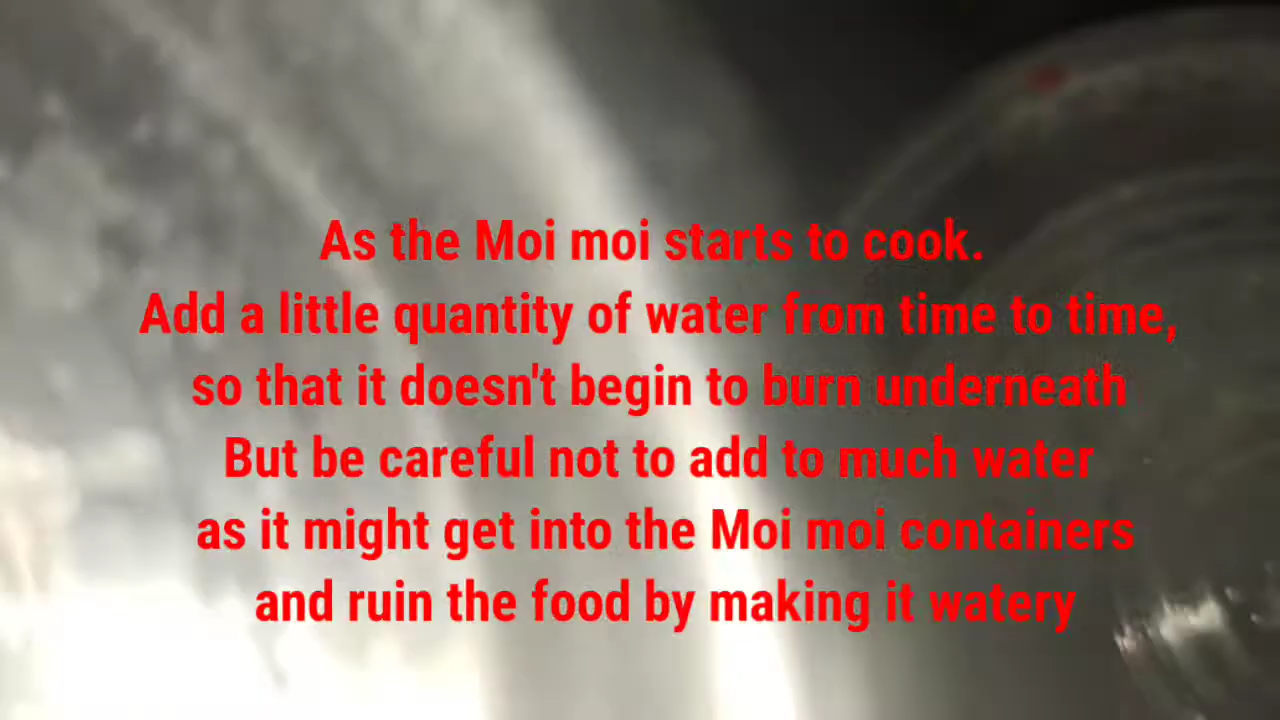 As the Moi moi starts to cook.
Add a little quantity of water from time to time,
so that it doesn't begin to burn underneath
But be careful not to add to much water
as it might get into the Moi moi containers
and ruin the food by making it watery